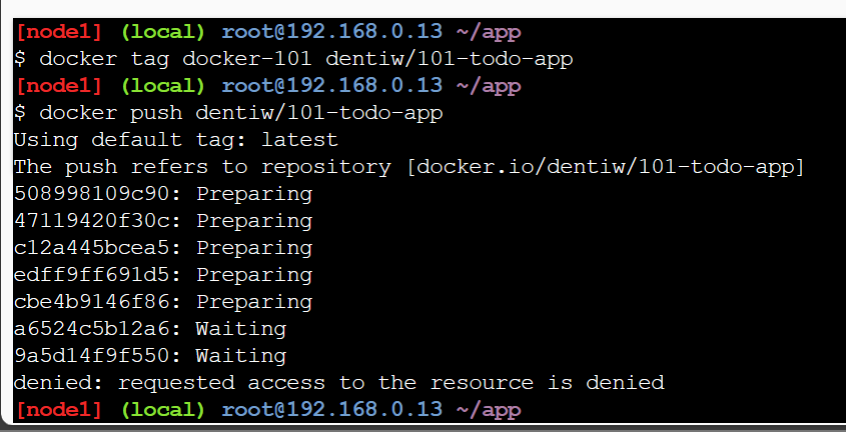 [node1] (local) root@192.168.0.13 ~/app
$ docker tag docker-101 dentiw/101-todo-app
[node1] (local) root@192.168.0.13 ~/app
$ docker push dentiw/101-todo-app
Using default tag: latest
The push refers to repository [docker.io/dentiw/101-todo-app]
508998109c90: Preparing
47119420f30c: Preparing
c12a445bcea5: Preparing
edff9ff691d5: Preparing
cbe4b9146f86: Preparing
a6524c5b12a6: Waiting
9a5d14f9f550: Waiting
denied: requested access to the resource is denied
[node1] (local) root@192.168.0.13 ~/app